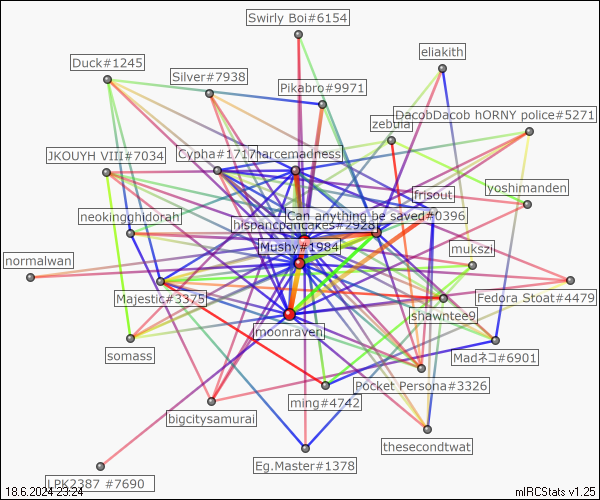 Swirly Boi#6154
eliakith
Duck#1245
Silver#7938
Pikabro#9971
DacobDacob hORNY police#5271
zebula
JKOUYH VIII#7034
Cypha#1717
harcemadness
yoshimanden
frisout
neokingghidorah
Can anything be saved#0396
hispancpancakes#2928
Mushy#1984
mukszi
normalwan
Majestic#3375
Fedora Stoat#4479
shawntee9
moonraven
somass
Madネコ#6901
Pocket Persona#3326
ming#4742
bigcitysamurai
thesecondtwat
Eg.Master#1378
LPK2387 #7690
18.6.2024 23:24
mIRCStats v1.25